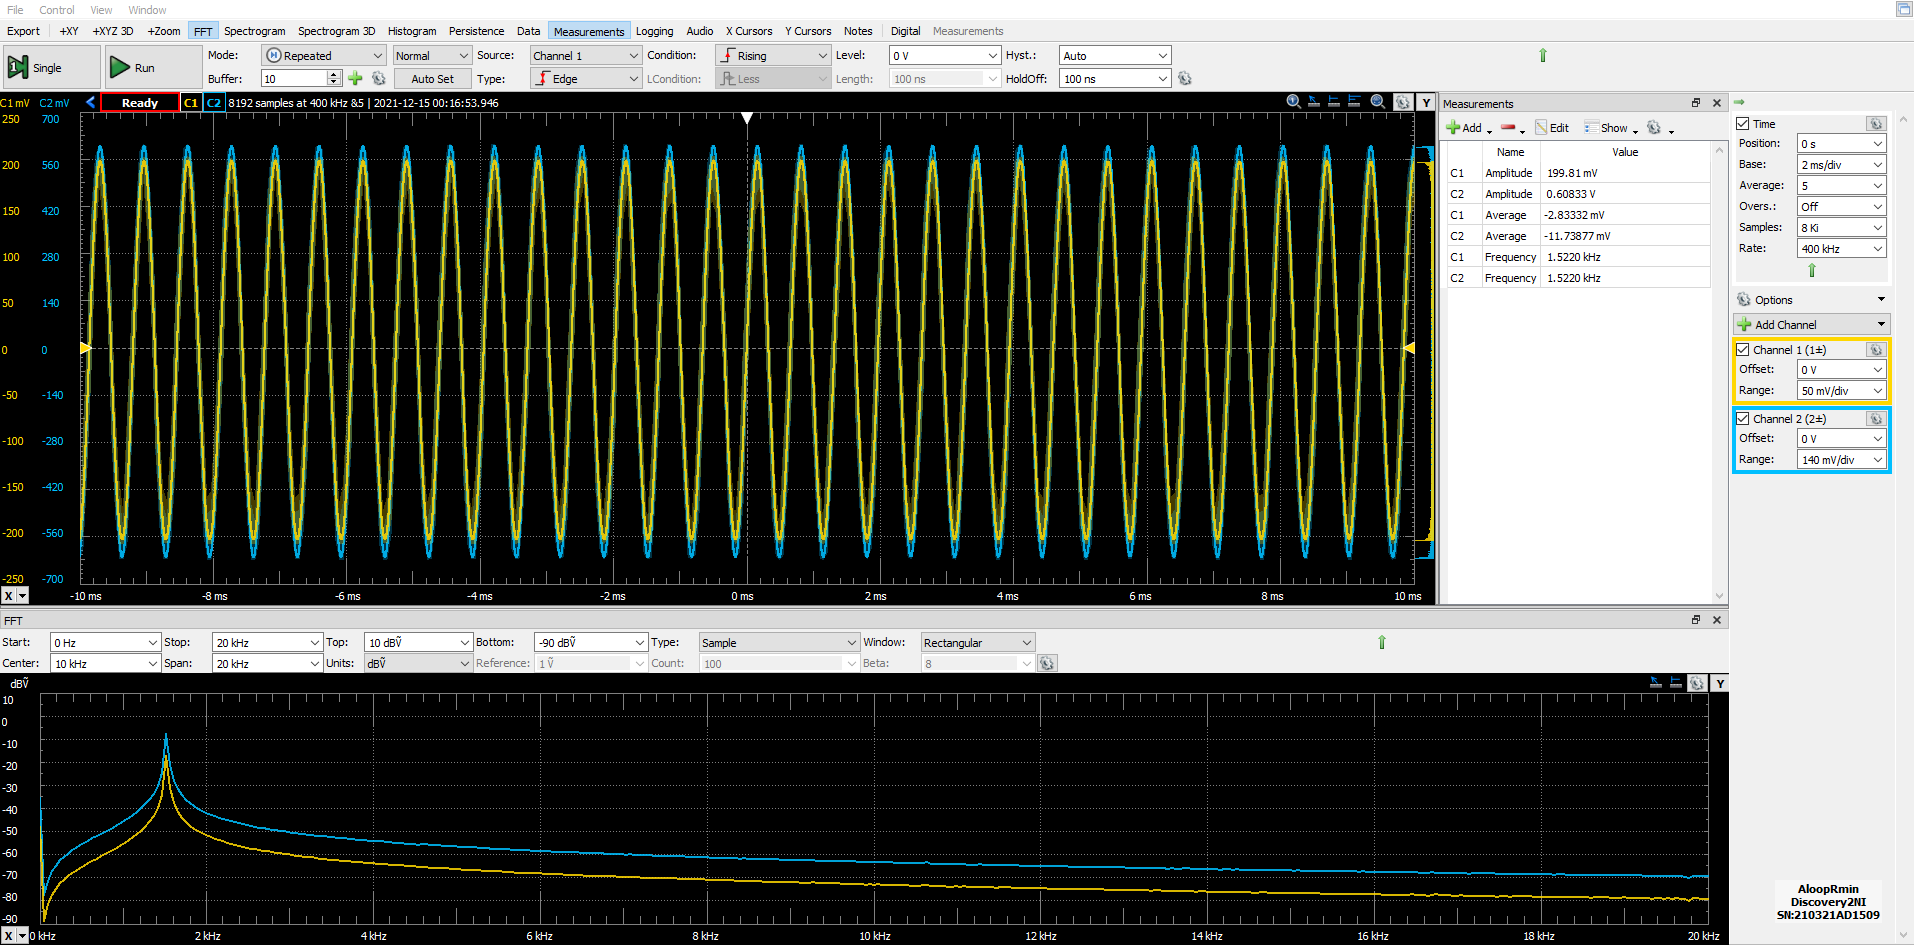 File Control View Window
Export +XY +XYZ 3D +Zoom FFT Spectrogram Spectrogram 3D Histogram Persistence Data Measurements Logging Audio X Cursors Y Cursors Notes Digital Measurements
Single Run Mode: Repeated Normal Source: Channel 1 Condition: Rising Level: 0 V Hyst.: Auto
Buffer: 10 Auto Set Type: Edge LCondition: Less Length: 100 ns HoldOff: 100 ns
C1 mV C2 mV Ready C1 C2 8192 samples at 400 kHz &5 | 2021-12-15 00:16:53.946 Y
250 700
200 560
150 420
100 280
50 140
0 0
-50 -140
-100 -280
-150 -420
-200 -560
-250 -700
X -10 ms -8 ms -6 ms -4 ms -2 ms 0 ms 2 ms 4 ms 6 ms 8 ms 10 ms
Measurements
Add Edit Show
Name Value
C1 Amplitude 199.81 mV
C2 Amplitude 0.60833 V
C1 Average -2.83332 mV
C2 Average -11.73877 mV
C1 Frequency 1.5220 kHz
C2 Frequency 1.5220 kHz
Time
Position: 0 s
Base: 2 ms/div
Average: 5
Overs.: Off
Samples: 8 Ki
Rate: 400 kHz
Options
Add Channel
Channel 1 (1±)
Offset: 0 V
Range: 50 mV/div
Channel 2 (2±)
Offset: 0 V
Range: 140 mV/div
FFT
Start: 0 Hz Stop: 20 kHz Top: 10 dBṼ Bottom: -90 dBṼ Type: Sample Window: Rectangular
Center: 10 kHz Span: 20 kHz Units: dBṼ Reference: 1 Ṽ Count: 100 Beta: 8
dBṼ Y
10
0
-10
-20
-30
-40
-50
-60
-70
-80
-90
X 0 kHz 2 kHz 4 kHz 6 kHz 8 kHz 10 kHz 12 kHz 14 kHz 16 kHz 18 kHz 20 kHz
AloopRmin
Discovery2NI
SN:210321AD1509